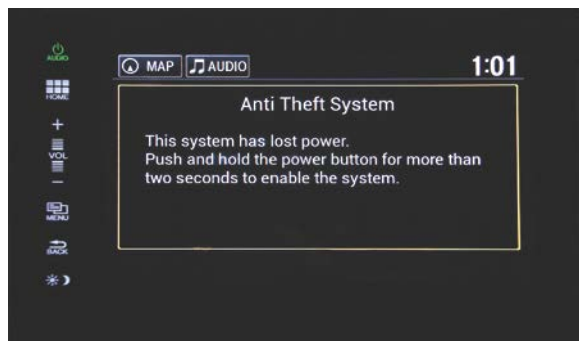 AUDIO
MAP
AUDIO
1:01
HOME
Anti Theft System
+
VOL
−
This system has lost power.
Push and hold the power button for more than
two seconds to enable the system.
MENU
BACK